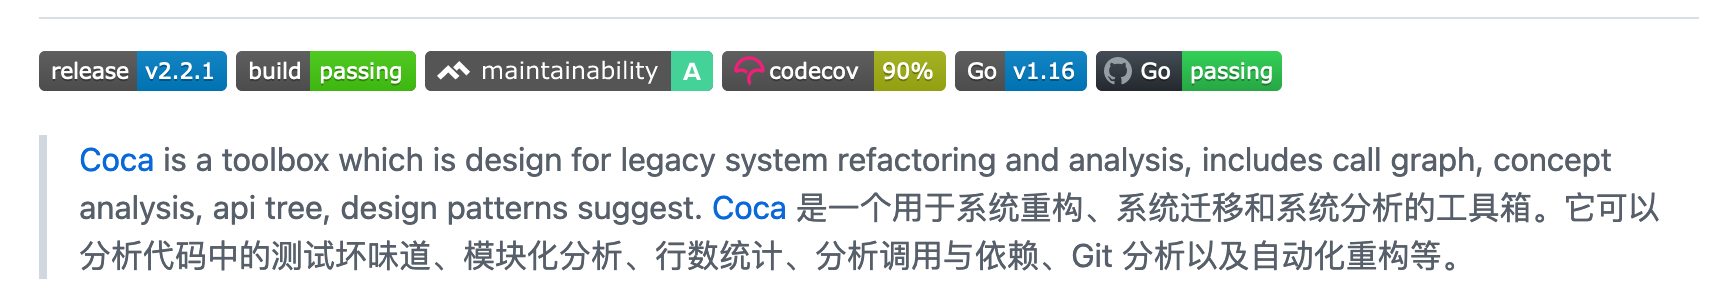 release v2.2.1 build passing maintainability A codecov 90% Go v1.16 Go passing
Coca is a toolbox which is design for legacy system refactoring and analysis, includes call graph, concept
analysis, api tree, design patterns suggest. Coca 是一个用于系统重构、系统迁移和系统分析的工具箱。它可以
分析代码中的测试坏味道、模块化分析、行数统计、分析调用与依赖、Git 分析以及自动化重构等。